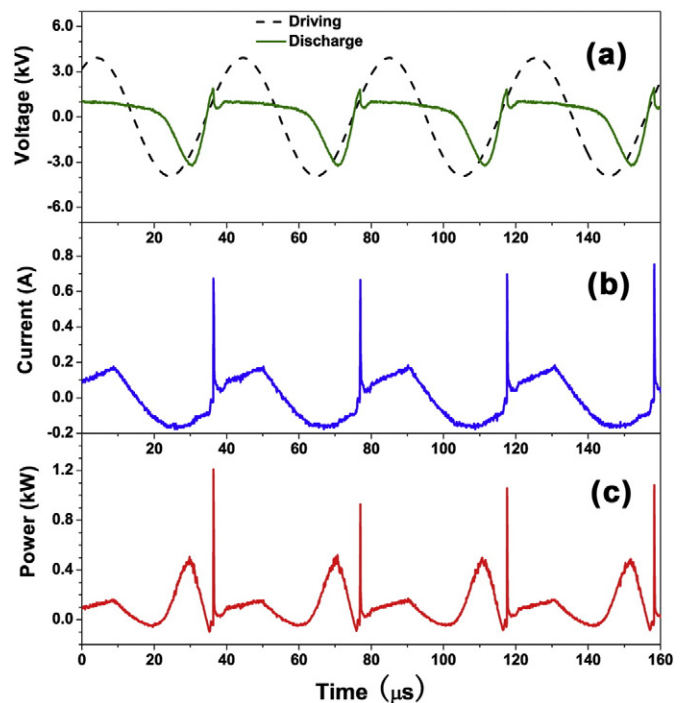 Driving
Discharge
(a)
Voltage (kV)
6.0
3.0
0.0
-3.0
-6.0
20 40 60 80 100 120 140
(b)
Current (A)
0.8
0.6
0.4
0.2
0.0
-0.2
20 40 60 80 100 120 140
(c)
Power (kW)
1.2
0.8
0.4
0.0
0 20 40 60 80 100 120 140 160
Time (μs)